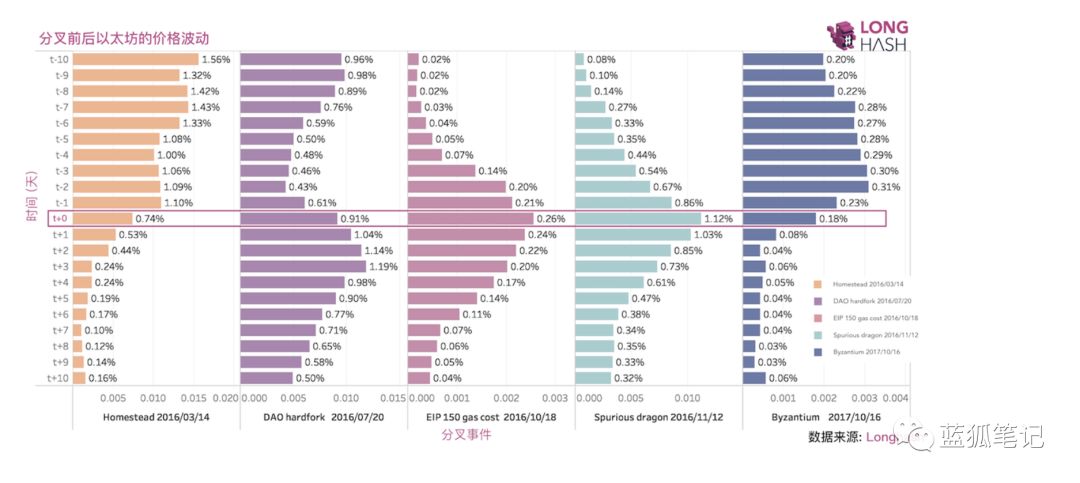 分叉前后以太坊的价格波动
LONG
HASH
时间 (天)
t-10 1.56% 0.96% 0.02% 0.08% 0.20%
t-9 1.32% 0.98% 0.02% 0.10% 0.20%
t-8 1.42% 0.89% 0.02% 0.14% 0.22%
t-7 1.43% 0.76% 0.03% 0.27% 0.28%
t-6 1.33% 0.59% 0.04% 0.33% 0.27%
t-5 1.08% 0.50% 0.05% 0.35% 0.28%
t-4 1.00% 0.48% 0.07% 0.44% 0.29%
t-3 1.06% 0.46% 0.14% 0.54% 0.30%
t-2 1.09% 0.43% 0.20% 0.67% 0.31%
t-1 1.10% 0.61% 0.21% 0.86% 0.23%
t+0 0.74% 0.91% 0.26% 1.12% 0.18%
t+1 0.53% 1.04% 0.24% 1.03% 0.08%
t+2 0.44% 1.14% 0.22% 0.85% 0.04%
t+3 0.24% 1.19% 0.20% 0.73% 0.06%
t+4 0.24% 0.98% 0.17% 0.61% 0.05%
t+5 0.19% 0.90% 0.14% 0.47% 0.04%
t+6 0.17% 0.77% 0.11% 0.38% 0.04%
t+7 0.10% 0.71% 0.07% 0.34% 0.04%
t+8 0.12% 0.65% 0.06% 0.35% 0.03%
t+9 0.14% 0.58% 0.05% 0.33% 0.03%
t+10 0.16% 0.50% 0.04% 0.32% 0.06%
Homestead 2016/03/14
DAO hardfork 2016/07/20
EIP 150 gas cost 2016/10/18
Spurious dragon 2016/11/12
Byzantium 2017/10/16
0.000 0.005 0.010 0.015 0.020 0.000 0.005 0.010 0.015 0.000 0.001 0.002 0.003 0.000 0.005 0.010 0.001 0.002 0.003 0.004
Homestead 2016/03/14 DAO hardfork 2016/07/20 EIP 150 gas cost 2016/10/18 Spurious dragon 2016/11/12 Byzantium 2017/10/16
分叉事件
数据来源: Long
蓝狐笔记